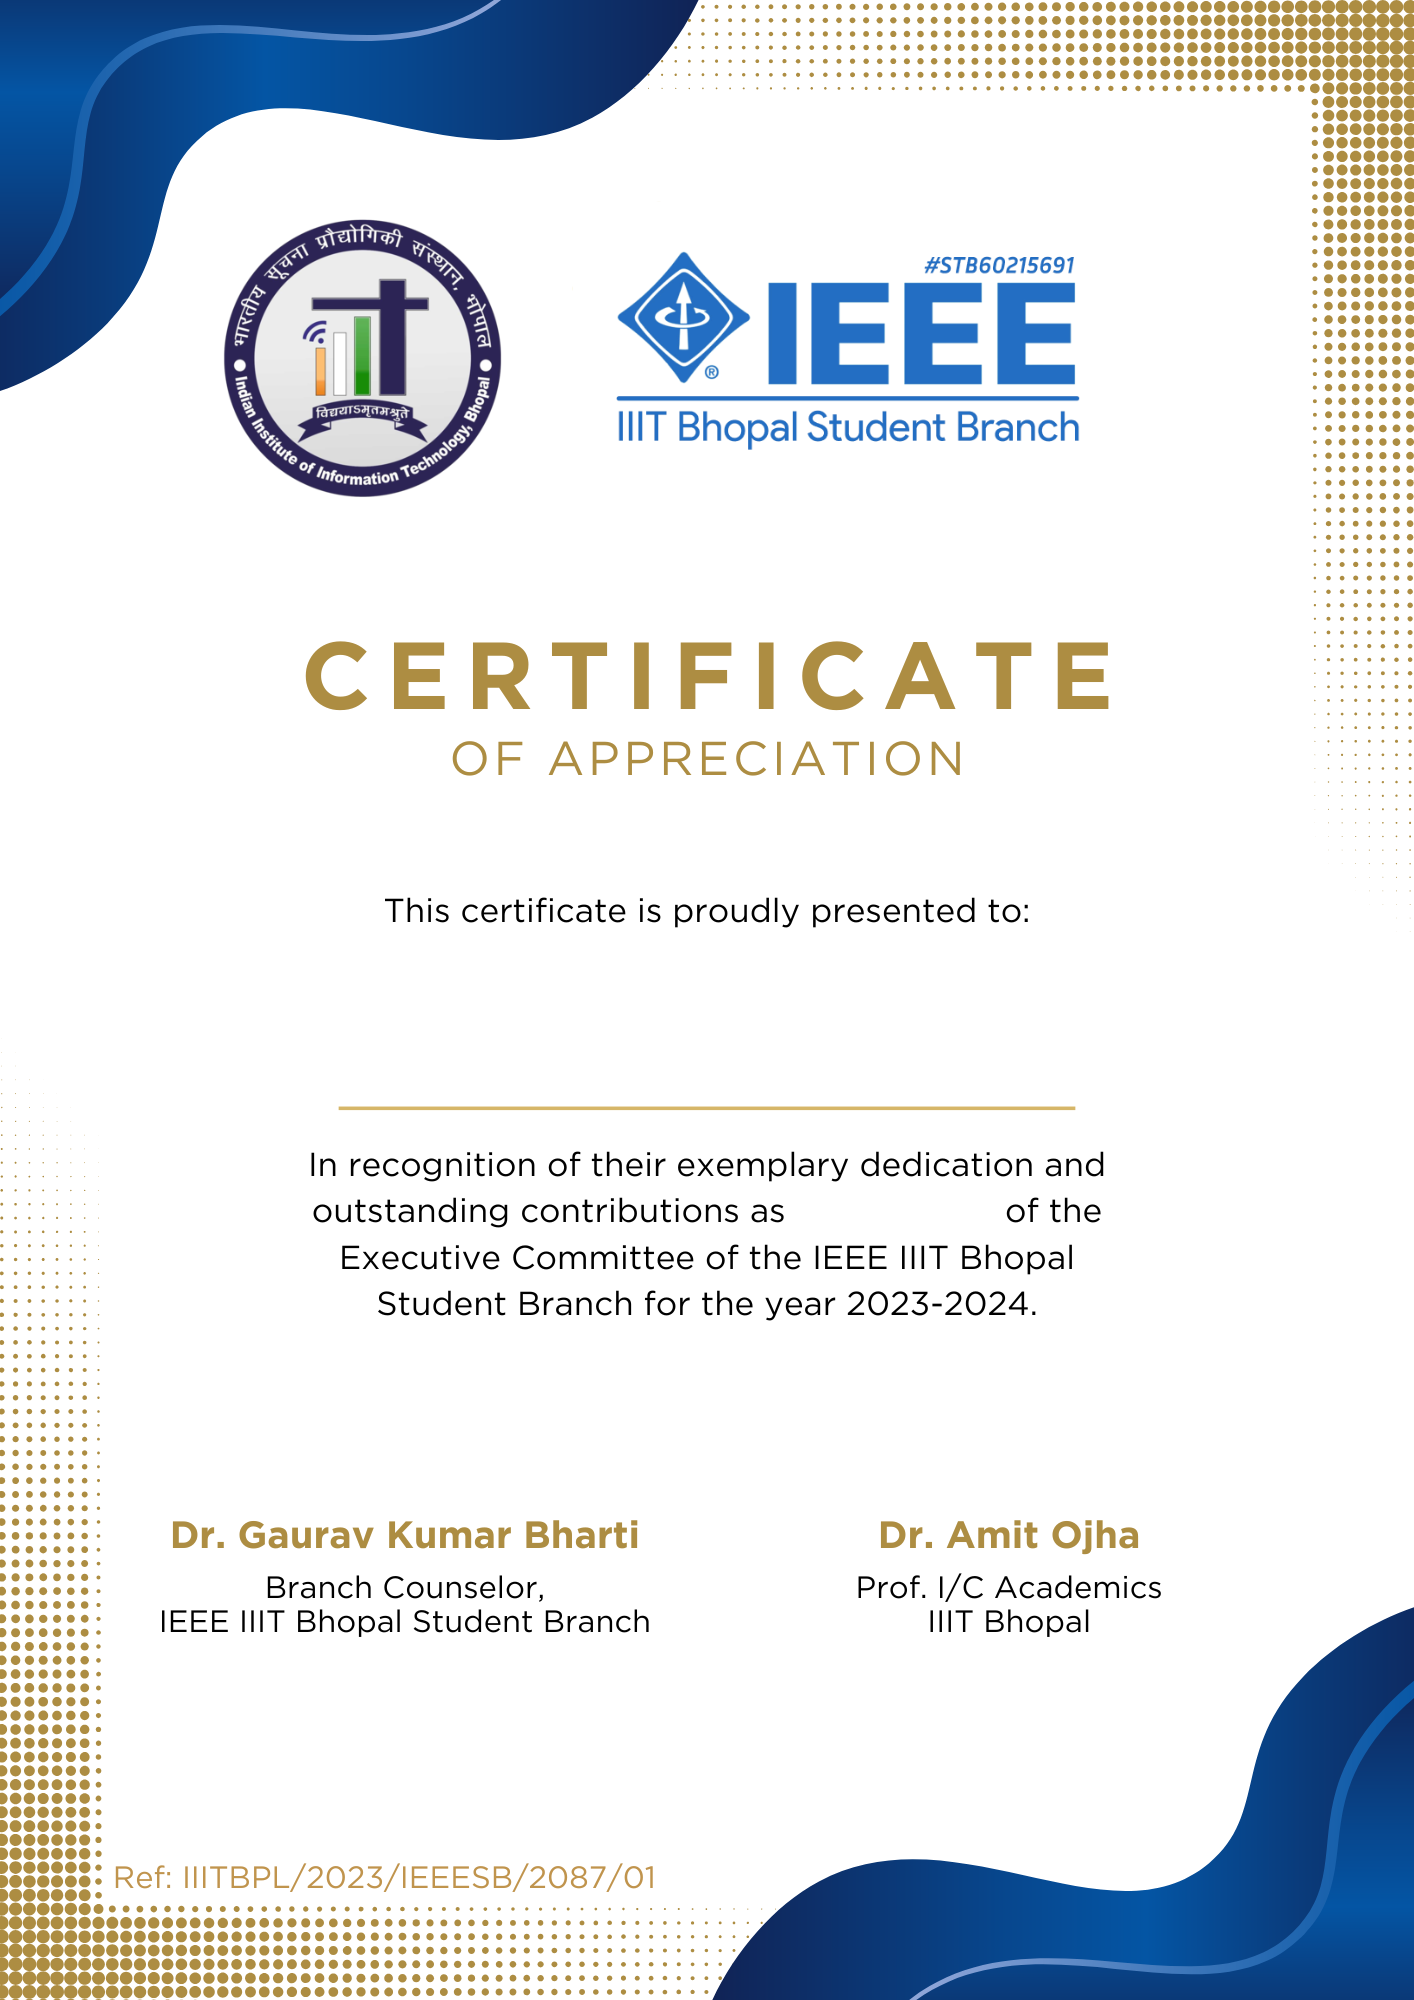 भारतीय सूचना प्रौद्योगिकी संस्थान, भोपाल
विद्ययाऽमृतमश्नुते
Indian Institute of Information Technology, Bhopal
#STB60215691
IEEE
®
IIIT Bhopal Student Branch
CERTIFICATE
OF APPRECIATION
This certificate is proudly presented to:
In recognition of their exemplary dedication and
outstanding contributions as of the
Executive Committee of the IEEE IIIT Bhopal
Student Branch for the year 2023-2024.
Dr. Gaurav Kumar Bharti
Branch Counselor,
IEEE IIIT Bhopal Student Branch
Dr. Amit Ojha
Prof. I/C Academics
IIIT Bhopal
Ref: IIITBPL/2023/IEEESB/2087/01